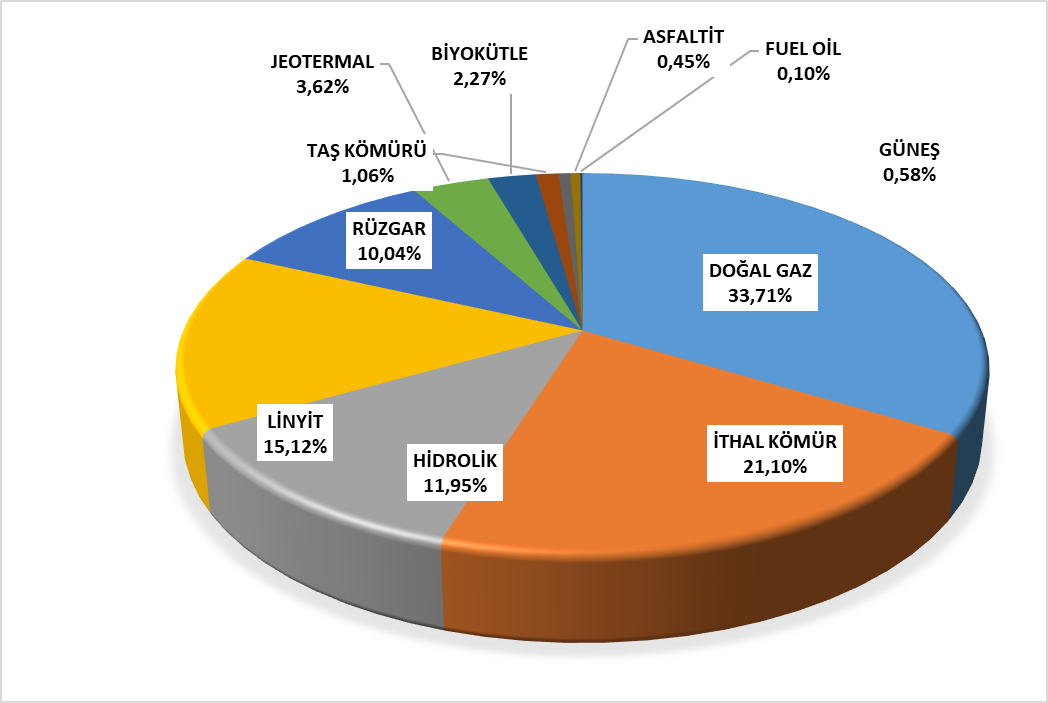 ASFALTİT
0,45%
FUEL OİL
0,10%
BİYOKÜTLE
2,27%
JEOTERMAL
3,62%
TAŞ KÖMÜRÜ
1,06%
GÜNEŞ
0,58%
RÜZGAR
10,04%
DOĞAL GAZ
33,71%
LİNYİT
15,12%
HİDROLİK
11,95%
İTHAL KÖMÜR
21,10%